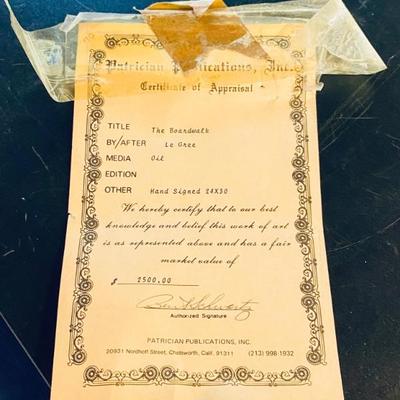 Patrician Publications, Inc.
Certificate of Appraisal
TITLE The Boardwalk
BY/AFTER Le Gree
MEDIA Oil
EDITION
OTHER Hand Signed 24X30
We hereby certify that to our best
knowledge and belief this work of art
is as represented above and has a fair
market value of
$ 2500.00
Authorized Signature
PATRICIAN PUBLICATIONS, INC.
20931 Nordhoff Street, Chatsworth, Calif. 91311 (213) 998-1932